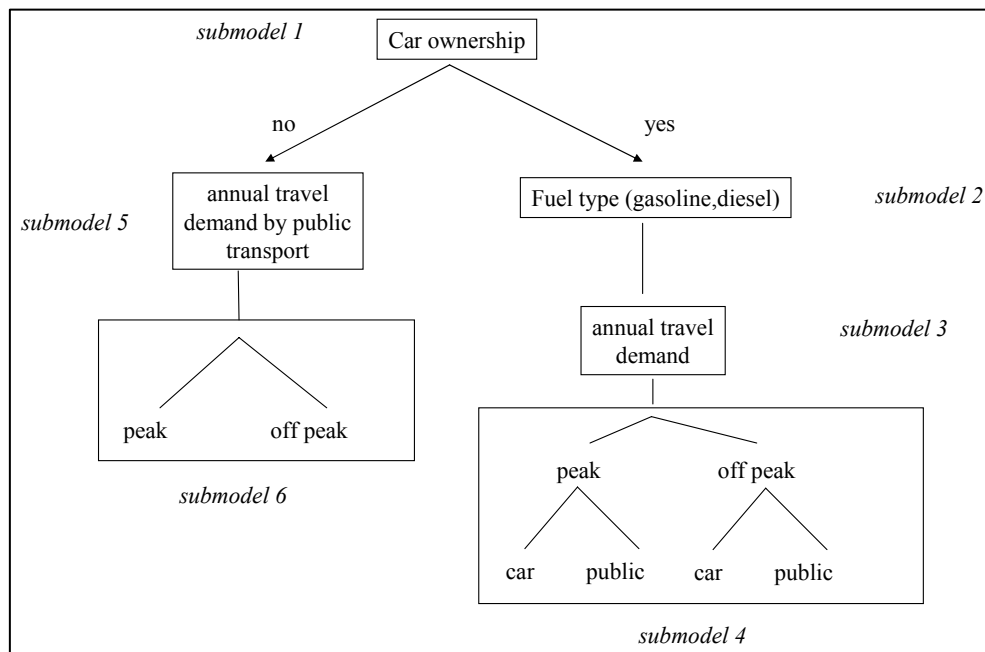 submodel 1
Car ownership
no
yes
annual travel
demand by public
transport
submodel 5
Fuel type (gasoline,diesel)
submodel 2
annual travel
demand
submodel 3
peak
off peak
submodel 6
peak
off peak
car
public
car
public
submodel 4